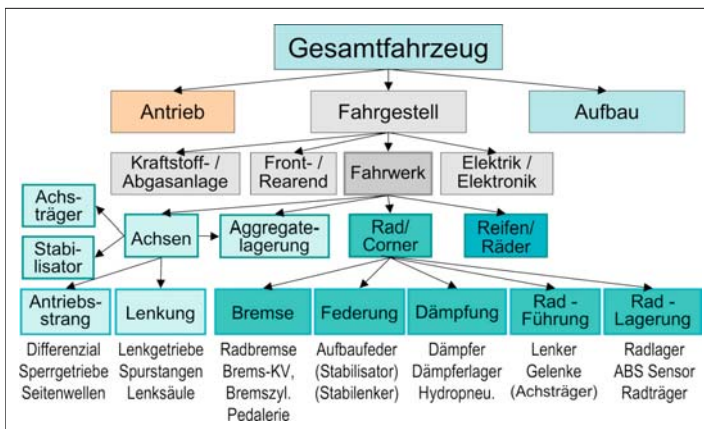 Gesamtfahrzeug
Antrieb
Fahrgestell
Aufbau
Kraftstoff- /
Abgasanlage
Front- /
Rearend
Fahrwerk
Elektrik /
Elektronik
Achs-
träger
Stabi-
lisator
Achsen
Aggregate-
lagerung
Rad/
Corner
Reifen/
Räder
Antriebs-
strang
Lenkung
Bremse
Federung
Dämpfung
Rad -
Führung
Rad -
Lagerung
Differenzial
Sperrgetriebe
Seitenwellen
Lenkgetriebe
Spurstangen
Lenksäule
Radbremse
Brems-KV,
Bremszyl.
Pedalerie
Aufbaufeder
(Stabilisator)
(Stabilenker)
Dämpfer
Dämpferlager
Hydropneu.
Lenker
Gelenke
(Achsträger)
Radlager
ABS Sensor
Radträger